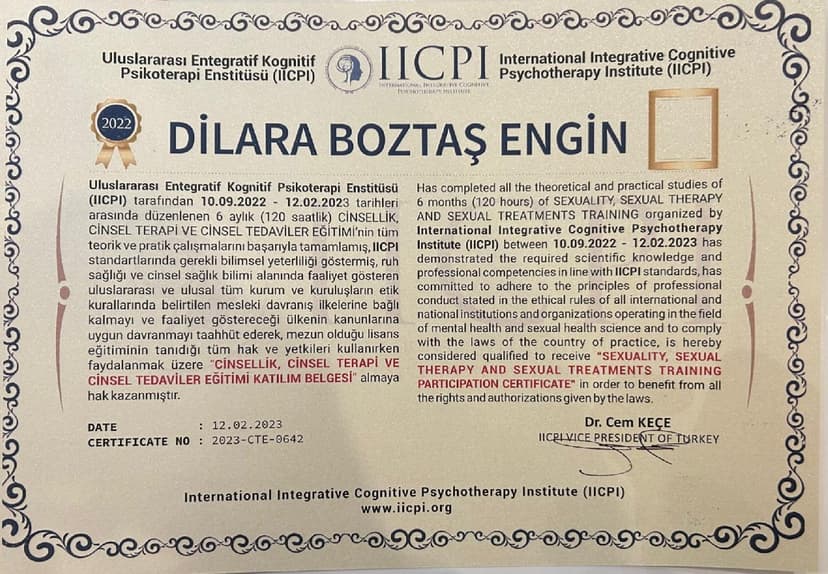 Uluslararası Entegratif Kognitif
Psikoterapi Enstitüsü (IICPI)
IICPI
INTERNATIONAL INTEGRATIVE COGNITIVE
PSYCHOTHERAPY INSTITUTE
International Integrative Cognitive
Psychotherapy Institute (IICPI)
2022
DİLARA BOZTAŞ ENGİN
Uluslararası Entegratif Kognitif Psikoterapi Enstitüsü
(IICPI) tarafından 10.09.2022 - 12.02.2023 tarihleri
arasında düzenlenen 6 aylık (120 saatlik) CİNSELLİK,
CİNSEL TERAPİ VE CİNSEL TEDAVİLER EĞİTİMİ'nin tüm
teorik ve pratik çalışmalarını başarıyla tamamlamış, IICPI
standartlarında gerekli bilimsel yeterliliği göstermiş, ruh
sağlığı ve cinsel sağlık bilimi alanında faaliyet gösteren
uluslararası ve ulusal tüm kurum ve kuruluşların etik
kurallarında belirtilen mesleki davranış ilkelerine bağlı
kalmayı ve faaliyet göstereceği ülkenin kanunlarına
uygun davranmayı taahhüt ederek, mezun olduğu lisans
eğitiminin tanıdığı tüm hak ve yetkileri kullanırken
faydalanmak üzere "CİNSELLİK, CİNSEL TERAPİ VE
CİNSEL TEDAVİLER EĞİTİMİ KATILIM BELGESİ" almaya
hak kazanmıştır.
DATE : 12.02.2023
CERTIFICATE NO : 2023-CTE-0642
Has completed all the theoretical and practical studies of
6 months (120 hours) of SEXUALITY, SEXUAL THERAPY
AND SEXUAL TREATMENTS TRAINING organized by
International Integrative Cognitive Psychotherapy
Institute (IICPI) between 10.09.2022 - 12.02.2023 has
demonstrated the required scientific knowledge and
professional competencies in line with IICPI standards, has
committed to adhere to the principles of professional
conduct stated in the ethical rules of all international and
national institutions and organizations operating in the field
of mental health and sexual health science and to comply
with the laws of the country of practice, is hereby
considered qualified to receive "SEXUALITY, SEXUAL
THERAPY AND SEXUAL TREATMENTS TRAINING
PARTICIPATION CERTIFICATE" in order to benefit from all
the rights and authorizations given by the laws.
Dr. Cem KEÇE
IICPI VICE PRESIDENT OF TURKEY
International Integrative Cognitive Psychotherapy Institute (IICPI)
www.iicpi.org